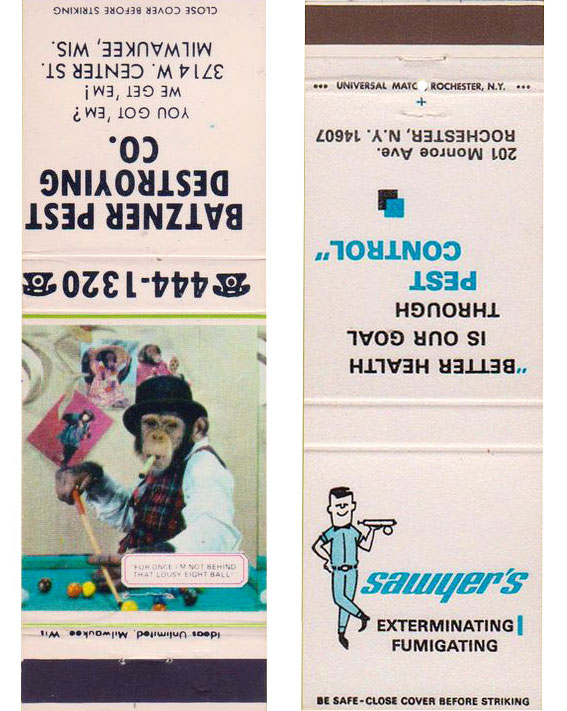 CLOSE COVER BEFORE STRIKING
BATZNER PEST
DESTROYING
CO.
YOU GOT 'EM?
WE GET 'EM!
3714 W. CENTER ST.
MILWAUKEE, WIS.
444-1320
FOR ONCE I'M NOT BEHIND
THAT LOUSY EIGHT BALL
Ideas Unlimited, Milwaukee, Wis
UNIVERSAL MATC ROCHESTER, N.Y.
"BETTER HEALTH
IS OUR GOAL
THROUGH
PEST
CONTROL"
201 Monroe Ave.
ROCHESTER, N.Y. 14607
sawyer's
EXTERMINATING
FUMIGATING
BE SAFE-CLOSE COVER BEFORE STRIKING